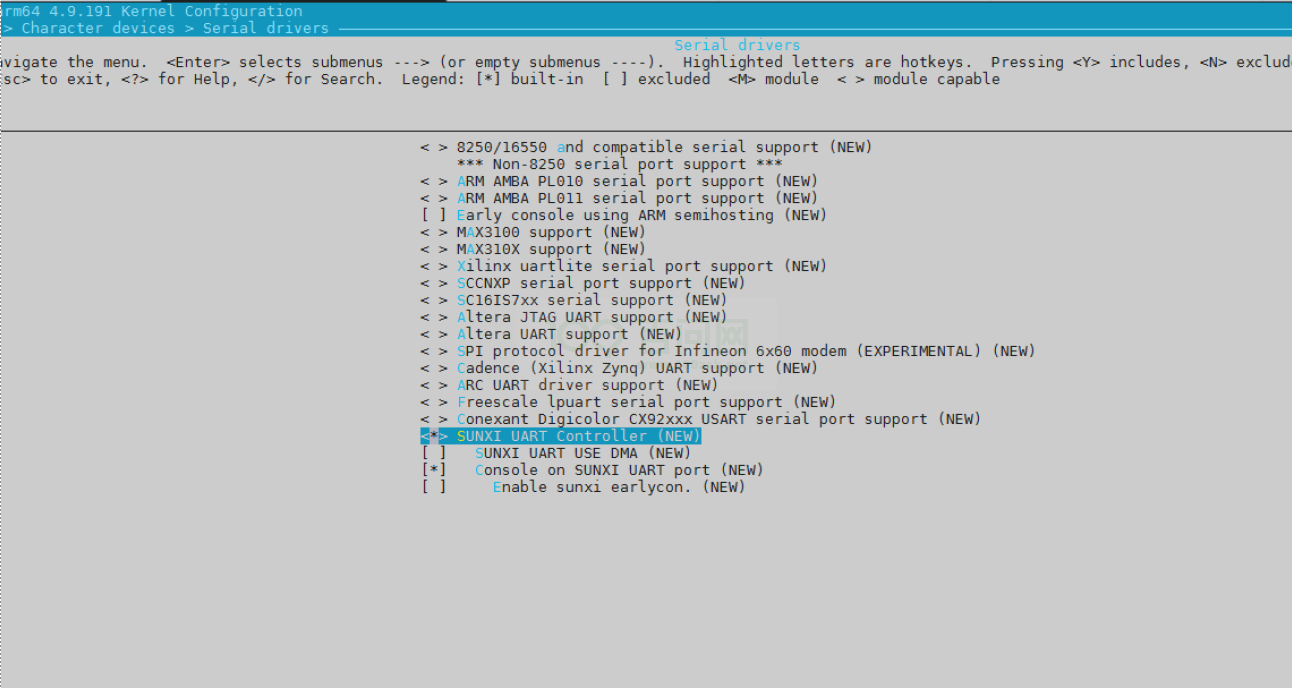 rm64 4.9.191 Kernel Configuration
> Character devices > Serial drivers
Serial drivers
avigate the menu. <Enter> selects submenus ---> (or empty submenus ----). Highlighted letters are hotkeys. Pressing <Y> includes, <N> exclud
sc> to exit, <?> for Help, </> for Search. Legend: [*] built-in [ ] excluded <M> module < > module capable
< > 8250/16550 and compatible serial support (NEW)
*** Non-8250 serial port support ***
< > ARM AMBA PL010 serial port support (NEW)
< > ARM AMBA PL011 serial port support (NEW)
[ ] Early console using ARM semihosting (NEW)
< > MAX3100 support (NEW)
< > MAX310X support (NEW)
< > Xilinx uartlite serial port support (NEW)
< > SCCNXP serial port support (NEW)
< > SC16IS7xx serial support (NEW)
< > Altera JTAG UART support (NEW)
< > Altera UART support (NEW)
< > SPI protocol driver for Infineon 6x60 modem (EXPERIMENTAL) (NEW)
< > Cadence (Xilinx Zynq) UART support (NEW)
< > ARC UART driver support (NEW)
< > Freescale lpuart serial port support (NEW)
< > Conexant Digicolor CX92xxx USART serial port support (NEW)
<*> SUNXI UART Controller (NEW)
[ ] SUNXI UART USE DMA (NEW)
[*] Console on SUNXI UART port (NEW)
[ ] Enable sunxi earlycon. (NEW)